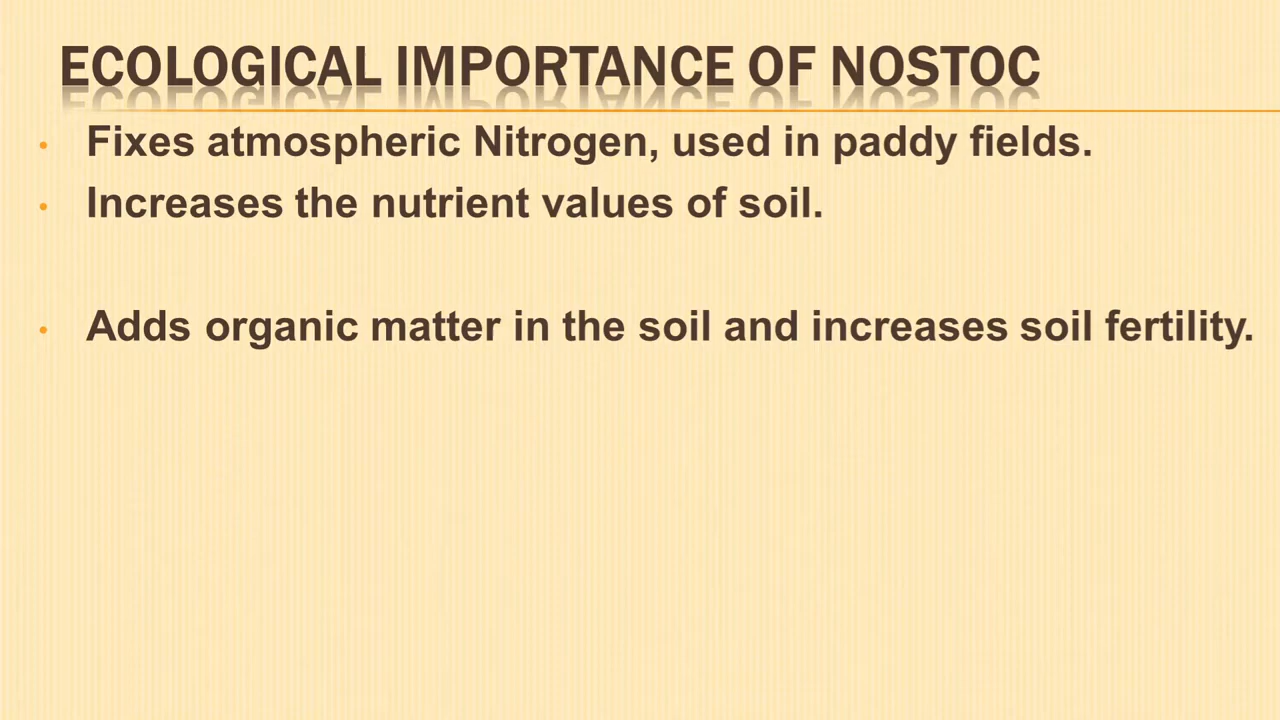 ECOLOGICAL IMPORTANCE OF NOSTOC
• Fixes atmospheric Nitrogen, used in paddy fields.
• Increases the nutrient values of soil.
• Adds organic matter in the soil and increases soil fertility.